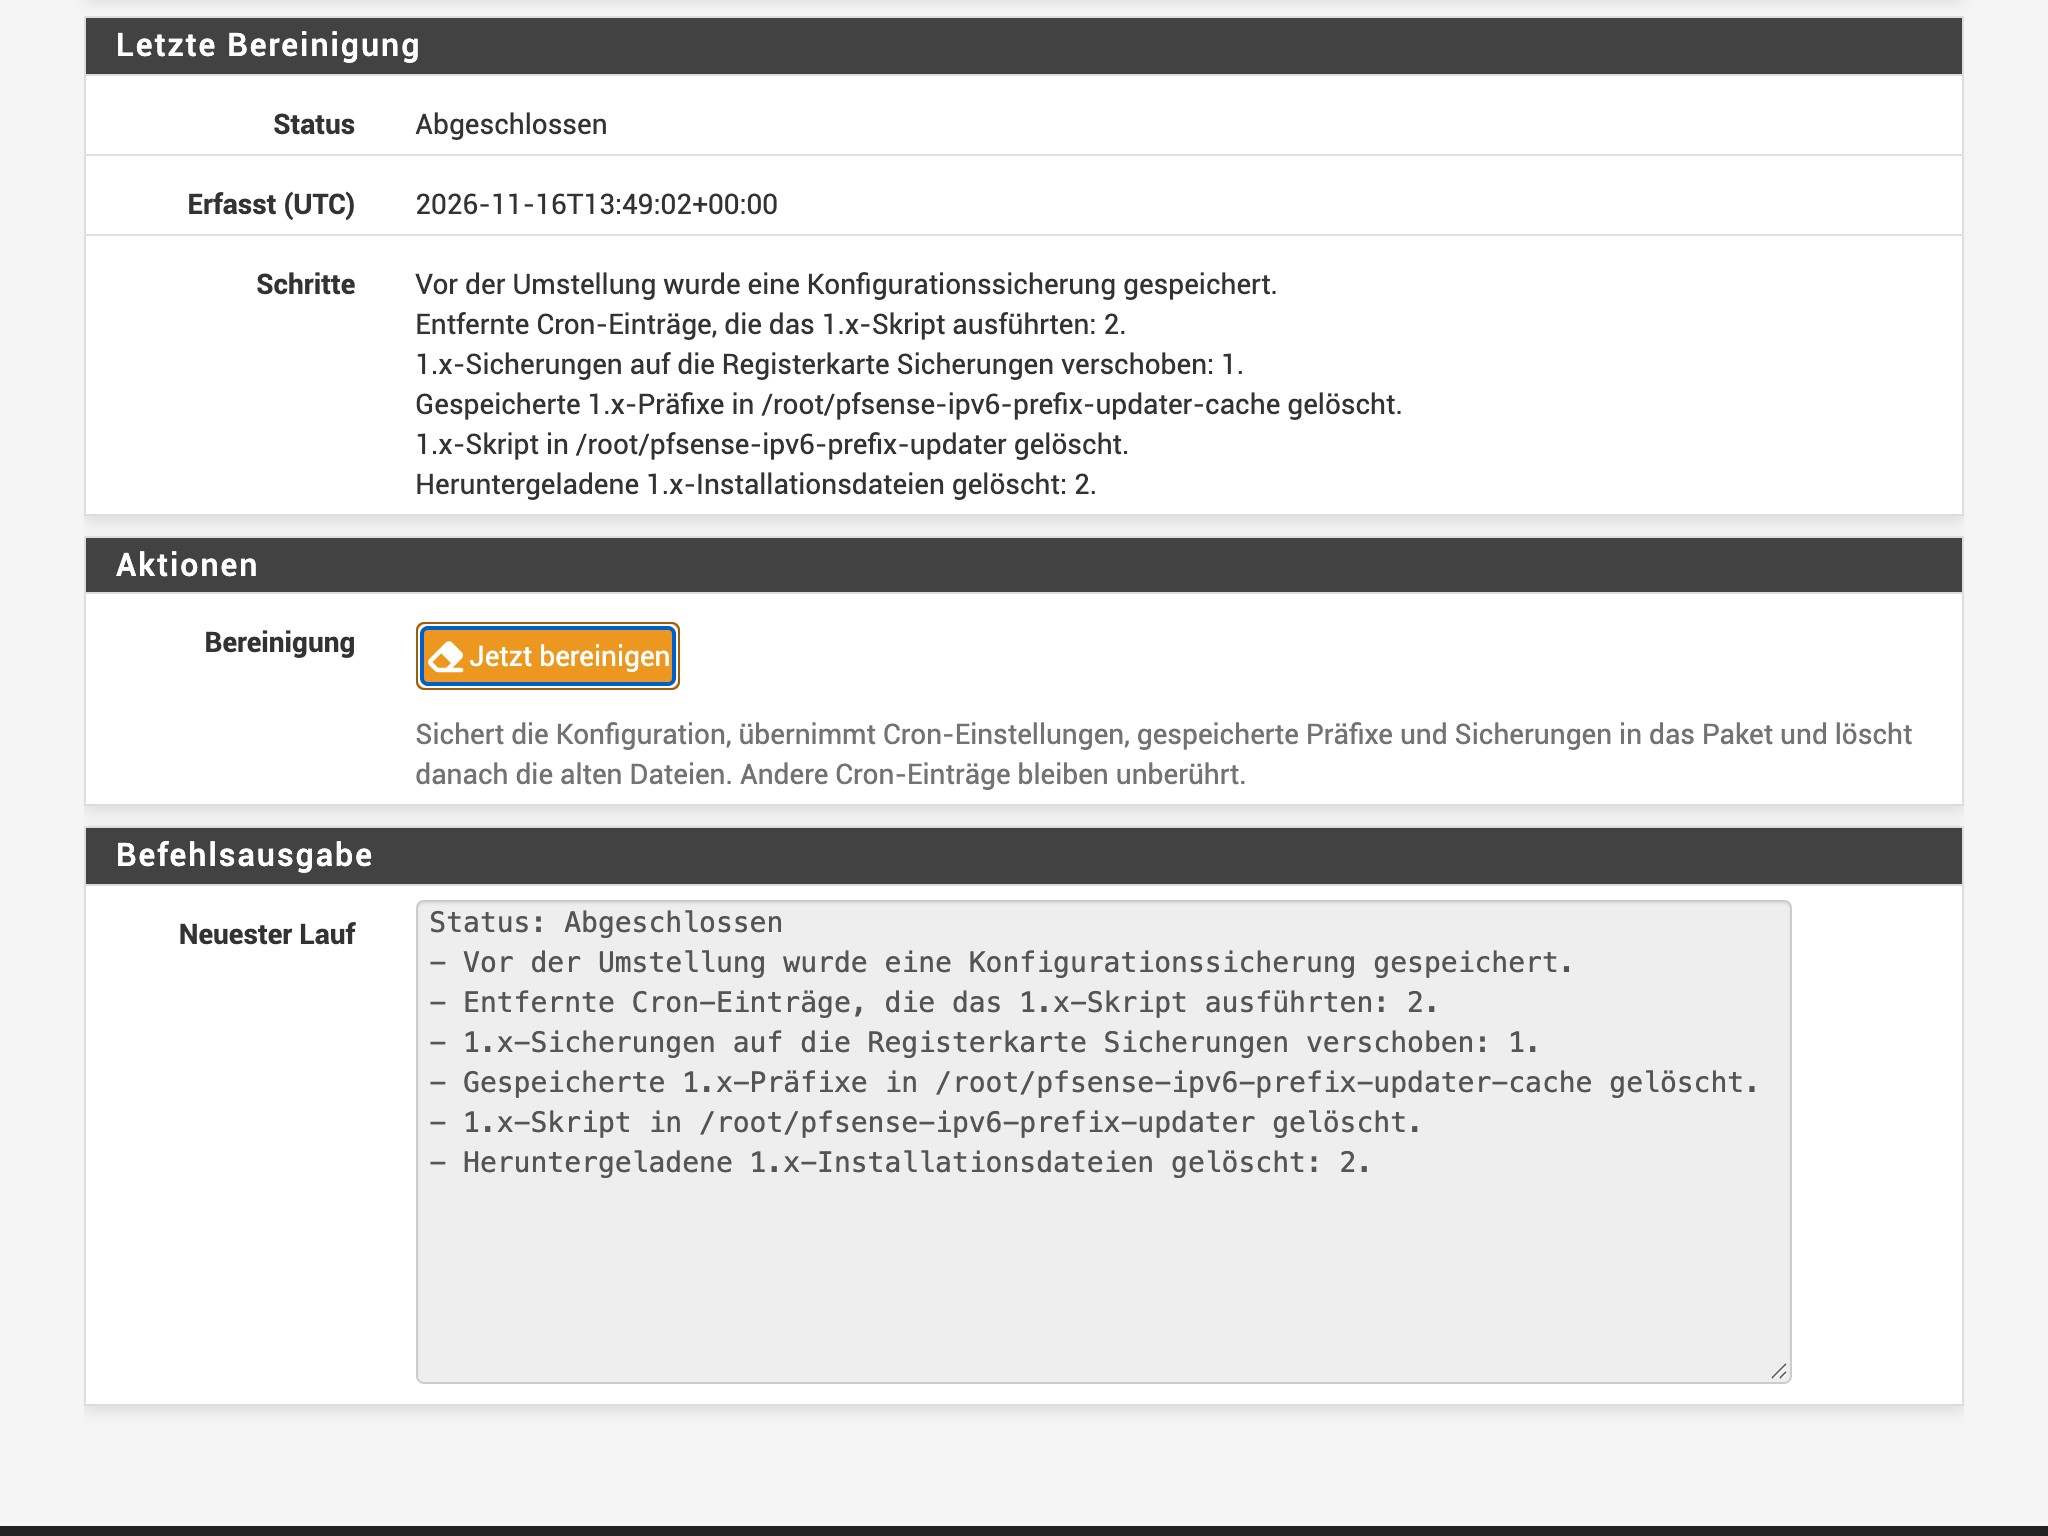 Letzte Bereinigung
Status
Abgeschlossen
Erfasst (UTC)
2026-11-16T13:49:02+00:00
Schritte
Vor der Umstellung wurde eine Konfigurationssicherung gespeichert.
Entfernte Cron-Einträge, die das 1.x-Skript ausführten: 2.
1.x-Sicherungen auf die Registerkarte Sicherungen verschoben: 1.
Gespeicherte 1.x-Präfixe in /root/pfsense-ipv6-prefix-updater-cache gelöscht.
1.x-Skript in /root/pfsense-ipv6-prefix-updater gelöscht.
Heruntergeladene 1.x-Installationsdateien gelöscht: 2.
Aktionen
Bereinigung
Jetzt bereinigen
Sichert die Konfiguration, übernimmt Cron-Einstellungen, gespeicherte Präfixe und Sicherungen in das Paket und löscht
danach die alten Dateien. Andere Cron-Einträge bleiben unberührt.
Befehlsausgabe
Neuester Lauf
Status: Abgeschlossen
- Vor der Umstellung wurde eine Konfigurationssicherung gespeichert.
- Entfernte Cron-Einträge, die das 1.x-Skript ausführten: 2.
- 1.x-Sicherungen auf die Registerkarte Sicherungen verschoben: 1.
- Gespeicherte 1.x-Präfixe in /root/pfsense-ipv6-prefix-updater-cache gelöscht.
- 1.x-Skript in /root/pfsense-ipv6-prefix-updater gelöscht.
- Heruntergeladene 1.x-Installationsdateien gelöscht: 2.